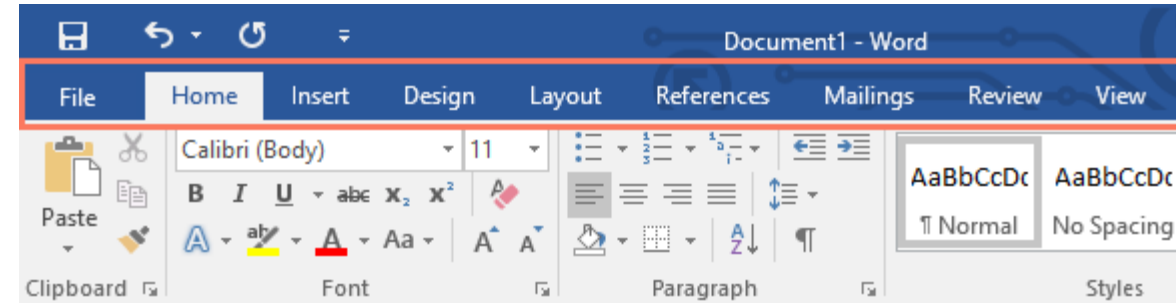 Document1 - Word
File Home Insert Design Layout References Mailings Review View
Calibri (Body) 11
B I U abc X₂ X²
Paste
A ab A Aa A A A Z ¶
AaBbCcDc AaBbCcDc
¶ Normal No Spacing
Clipboard Font Paragraph Styles